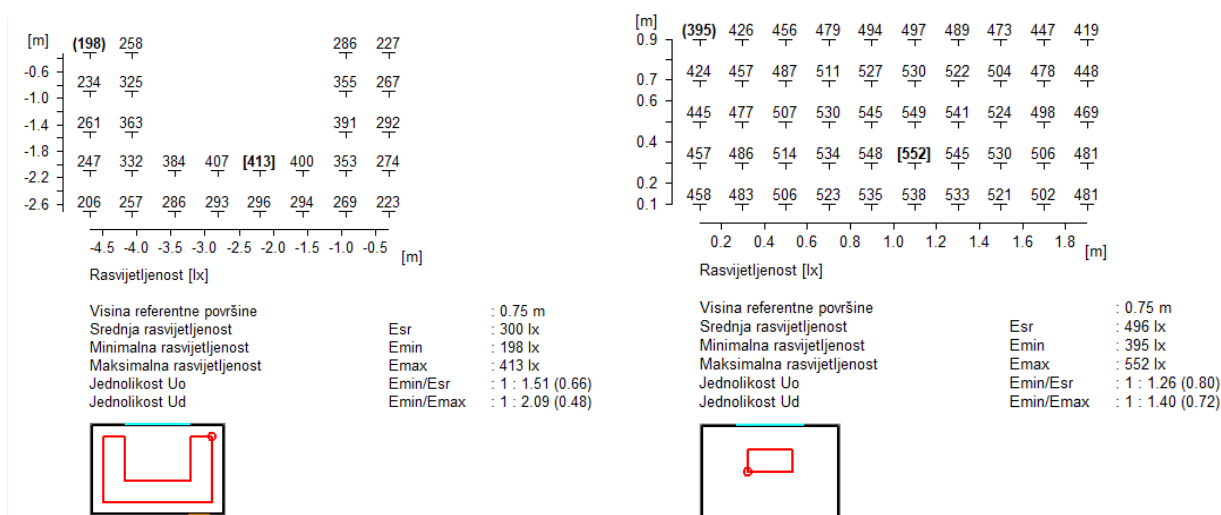 [m] (198) 258 286 227
-0.6 234 325 355 267
-1.0
-1.4 261 363 391 292
-1.8 247 332 384 407 [413] 400 353 274
-2.2
-2.6 206 257 286 293 296 294 269 223
-4.5 -4.0 -3.5 -3.0 -2.5 -2.0 -1.5 -1.0 -0.5 [m]
Rasvijetljenost [lx]
Visina referentne površine : 0.75 m
Srednja rasvijetljenost Esr : 300 lx
Minimalna rasvijetljenost Emin : 198 lx
Maksimalna rasvijetljenost Emax : 413 lx
Jednolikost Uo Emin/Esr : 1 : 1.51 (0.66)
Jednolikost Ud Emin/Emax : 1 : 2.09 (0.48)
[m]
0.9 (395) 426 456 479 494 497 489 473 447 419
0.7 424 457 487 511 527 530 522 504 478 448
0.6
445 477 507 530 545 549 541 524 498 469
0.4
457 486 514 534 548 [552] 545 530 506 481
0.2
0.1 458 483 506 523 535 538 533 521 502 481
0.2 0.4 0.6 0.8 1.0 1.2 1.4 1.6 1.8 [m]
Rasvijetljenost [lx]
Visina referentne površine : 0.75 m
Srednja rasvijetljenost Esr : 496 lx
Minimalna rasvijetljenost Emin : 395 lx
Maksimalna rasvijetljenost Emax : 552 lx
Jednolikost Uo Emin/Esr : 1 : 1.26 (0.80)
Jednolikost Ud Emin/Emax : 1 : 1.40 (0.72)